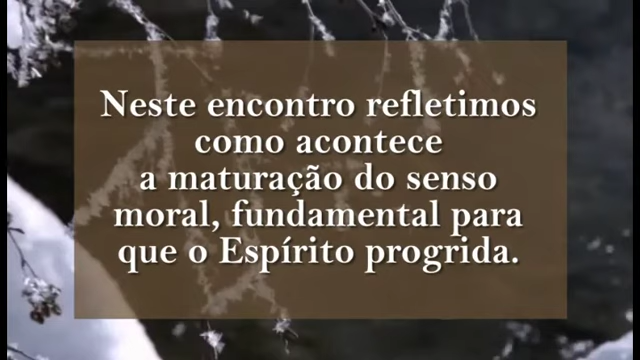 Neste encontro refletimos
como acontece
a maturação do senso
moral, fundamental para
que o Espírito progrida.